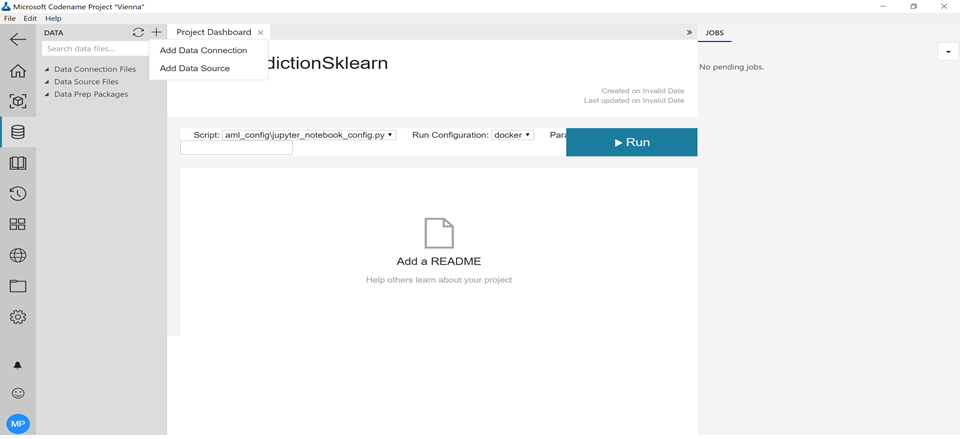 Microsoft Codename Project "Vienna"
File Edit Help
DATA
Search data files...
Data Connection Files
Data Source Files
Data Prep Packages
Add Data Connection
Add Data Source
Project Dashboard
dictionSklearn
Created on Invalid Date
Last updated on Invalid Date
Script: aml_config\jupyter_notebook_config.py Run Configuration: docker Para
Run
Add a README
Help others learn about your project
JOBS
No pending jobs.
MP